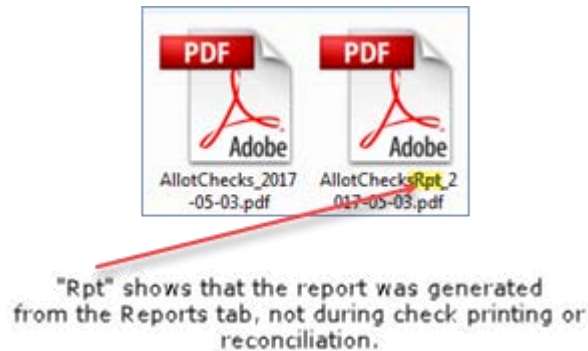 PDF
PDF
Adobe
Adobe
AllotChecks_2017
-05-03.pdf
AllotChecksRpt_2
017-05-03.pdf
"Rpt" shows that the report was generated
from the Reports tab, not during check printing or
reconciliation.